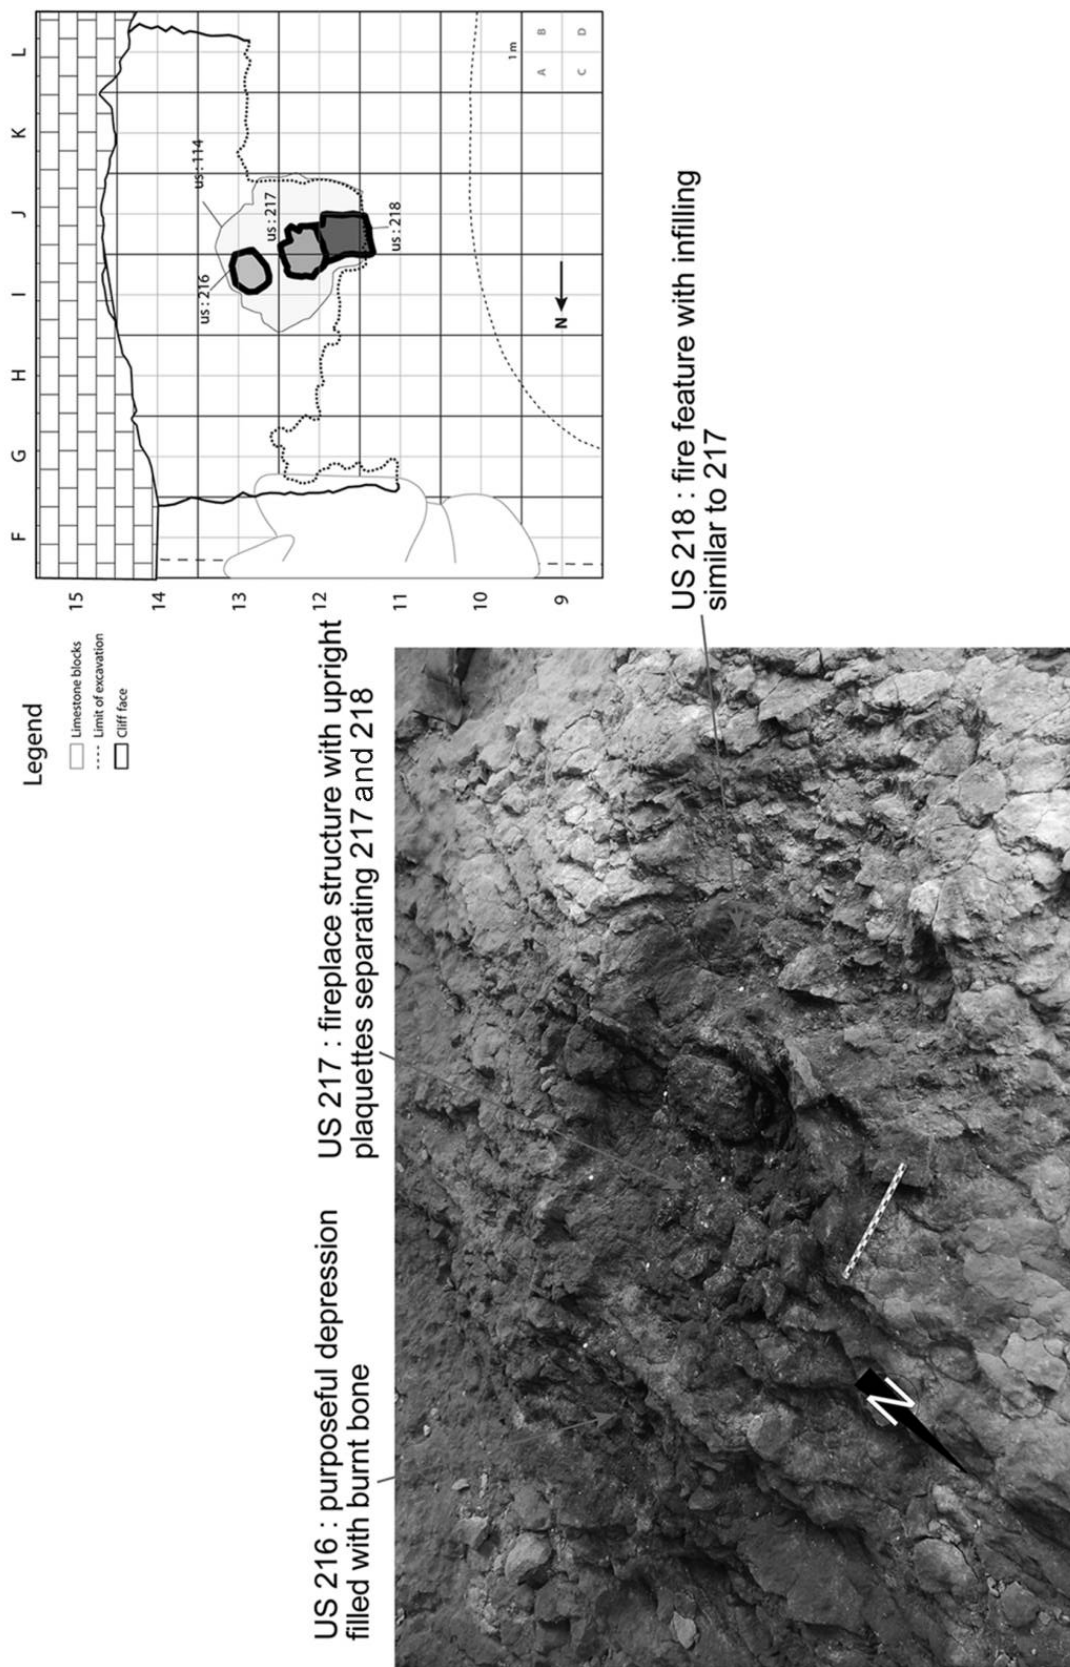 L
K
J
I
H
G
F
15
14
13
12
11
10
9
us : 114
us : 216
us : 217
us : 218
N
1 m
A B
C D
Legend
Limestone blocks
Limit of excavation
Cliff face
US 216 : purposeful depression
filled with burnt bone
US 217 : fireplace structure with upright
plaquettes separating 217 and 218
US 218 : fire feature with infilling
similar to 217
N